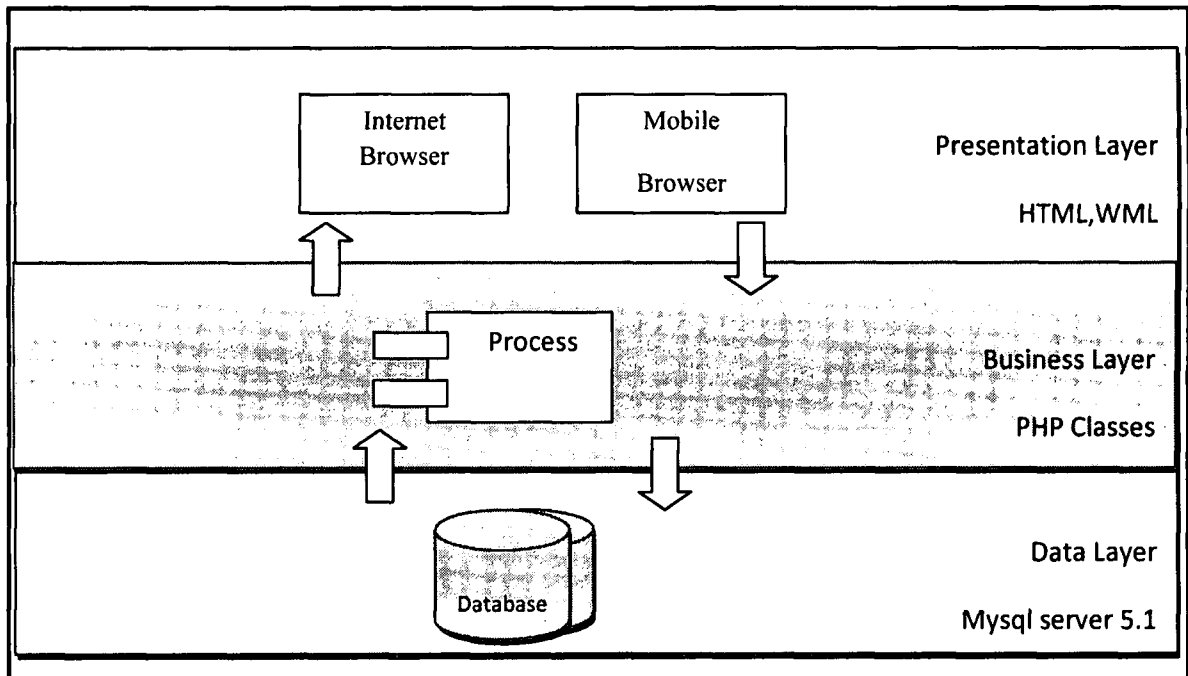 Internet
Browser
Mobile
Browser
Presentation Layer
HTML,WML
Process
Business Layer
PHP Classes
Database
Data Layer
Mysql server 5.1